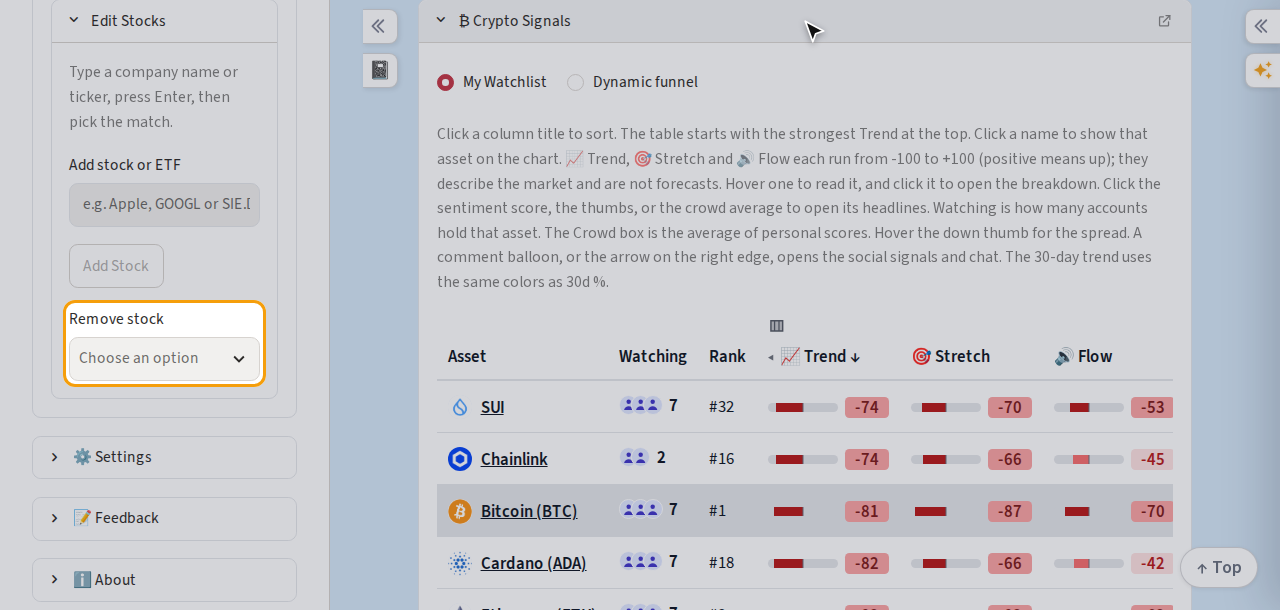 Edit Stocks
Type a company name or
ticker, press Enter, then
pick the match.
Add stock or ETF
e.g. Apple, GOOGL or SIE.
Add Stock
Remove stock
Choose an option
Settings
Feedback
About
Crypto Signals
My Watchlist Dynamic funnel
Click a column title to sort. The table starts with the strongest Trend at the top. Click a name to show that
asset on the chart. 📈 Trend, 🎯 Stretch and 🔊 Flow each run from -100 to +100 (positive means up); they
describe the market and are not forecasts. Hover one to read it, and click it to open the breakdown. Click the
sentiment score, the thumbs, or the crowd average to open its headlines. Watching is how many accounts
hold that asset. The Crowd box is the average of personal scores. Hover the down thumb for the spread. A
comment balloon, or the arrow on the right edge, opens the social signals and chat. The 30-day trend uses
the same colors as 30d %.
Asset Watching Rank Trend ↓ Stretch Flow
SUI 7 #32 -74 -70 -53
Chainlink 2 #16 -74 -66 -45
Bitcoin (BTC) 7 #1 -81 -87 -70
Cardano (ADA) 7 #18 -82 -66 -42
↑ Top